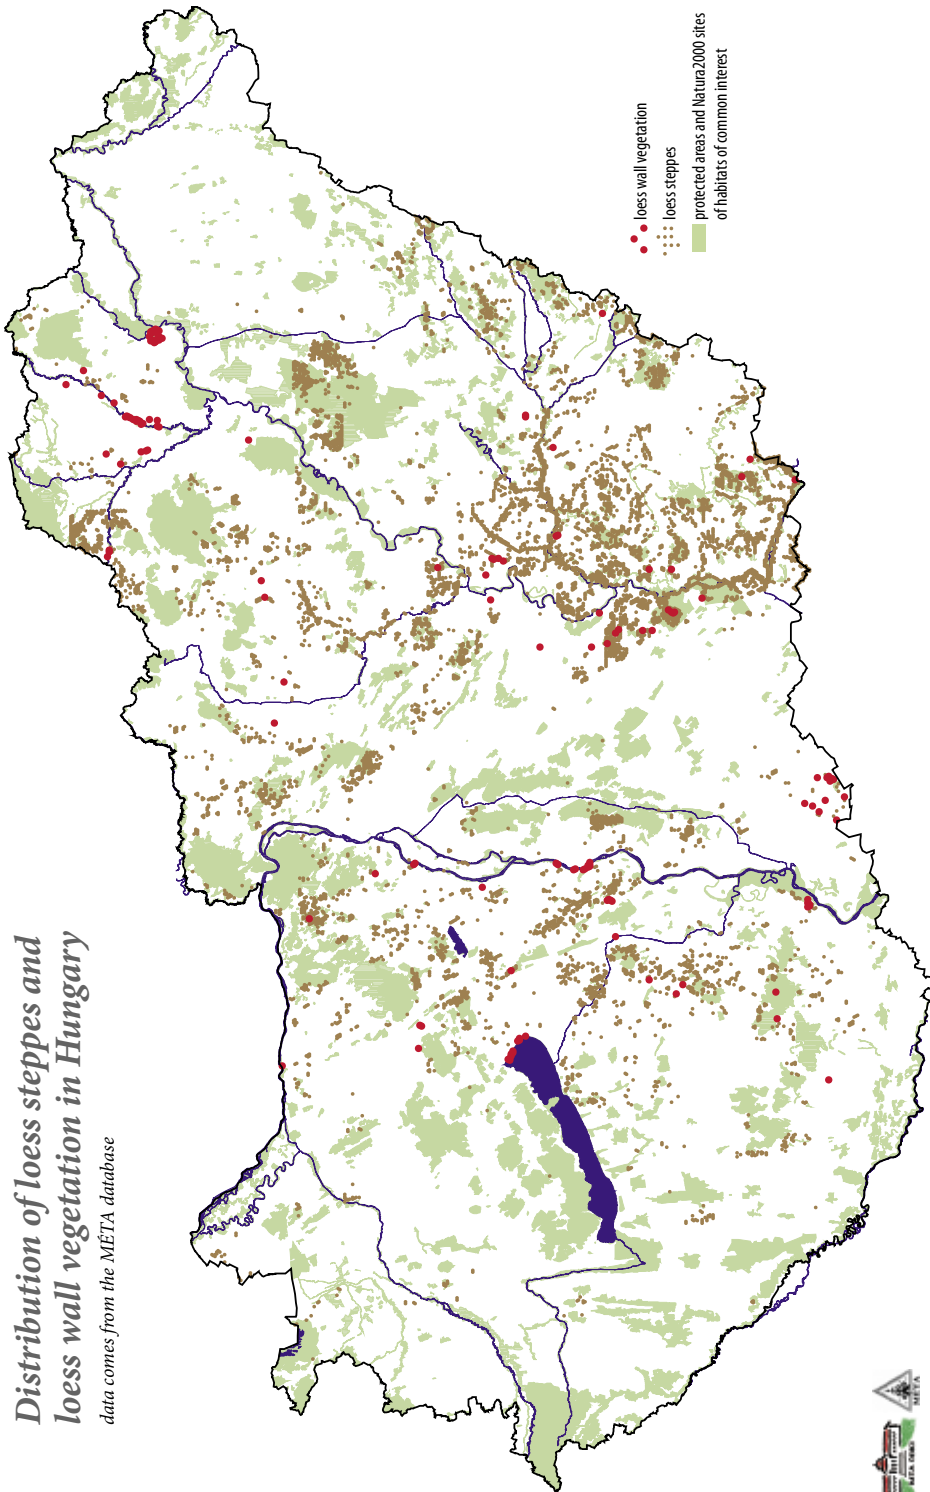 Distribution of loess steppes and
loess wall vegetation in Hungary
data comes from the MÉTA database
loess wall vegetation
loess steppes
protected areas and Natura2000 sites
of habitats of common interest
MÉTA